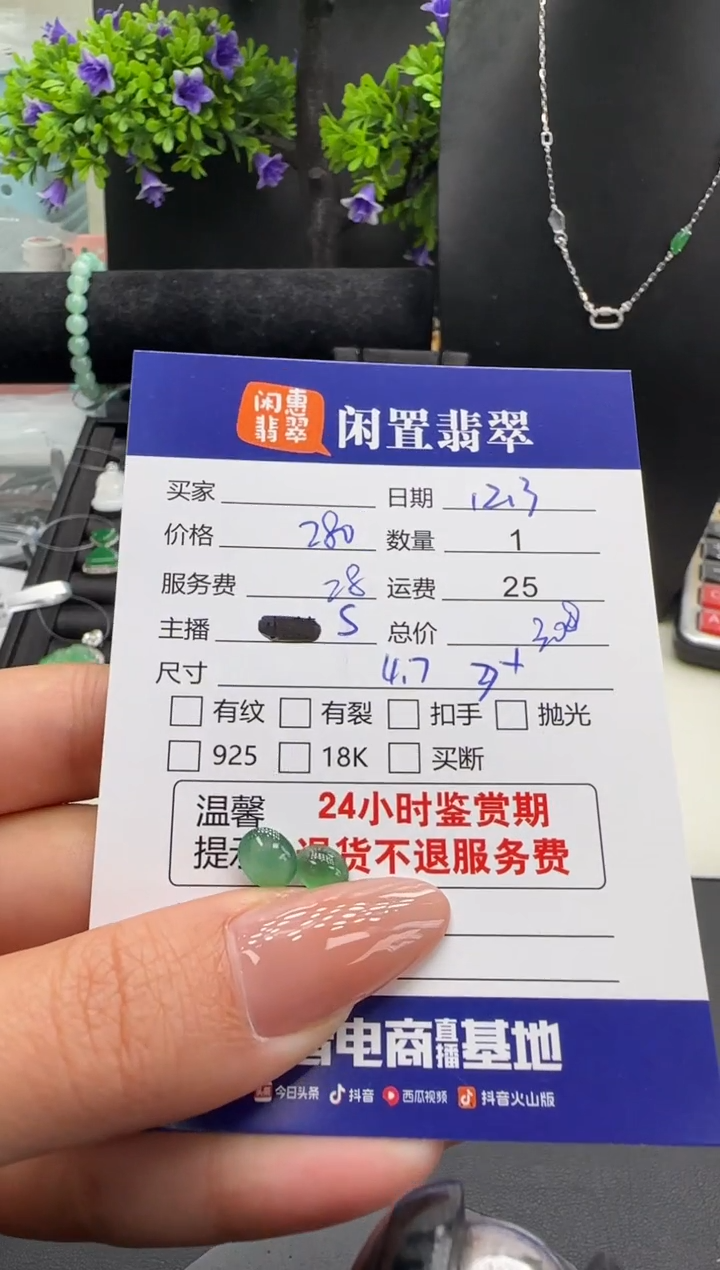 闲惠
翡翠
闲置翡翠
买家 日期 12.3
价格 280 数量 1
服务费 28 运费 25
主播 S 总价 308
尺寸 4.7
有纹 有裂 扣手 抛光
925 18K 买断
温馨 24小时鉴赏期
提示 退货不退服务费
电商直播基地
今日头条 抖音 西瓜视频 抖音火山版